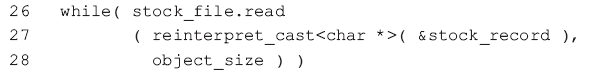 26 while( stock_file.read
27 ( reinterpret_cast<char *>( &stock_record ),
28 object_size ) )